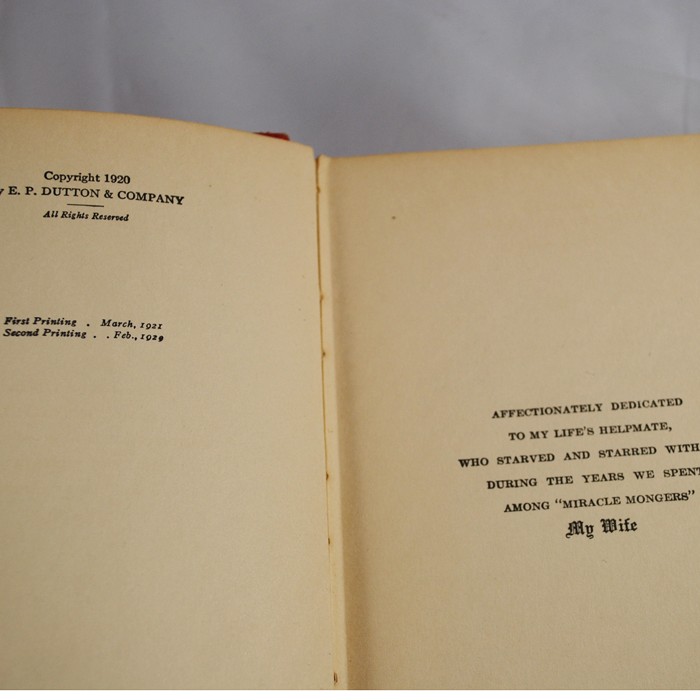 Copyright 1920
y E. P. DUTTON & COMPANY
All Rights Reserved
First Printing . March, 1921
Second Printing . . Feb., 1929
AFFECTIONATELY DEDICATED
TO MY LIFE'S HELPMATE,
WHO STARVED AND STARRED WITH
DURING THE YEARS WE SPENT
AMONG "MIRACLE MONGERS"
My Wife